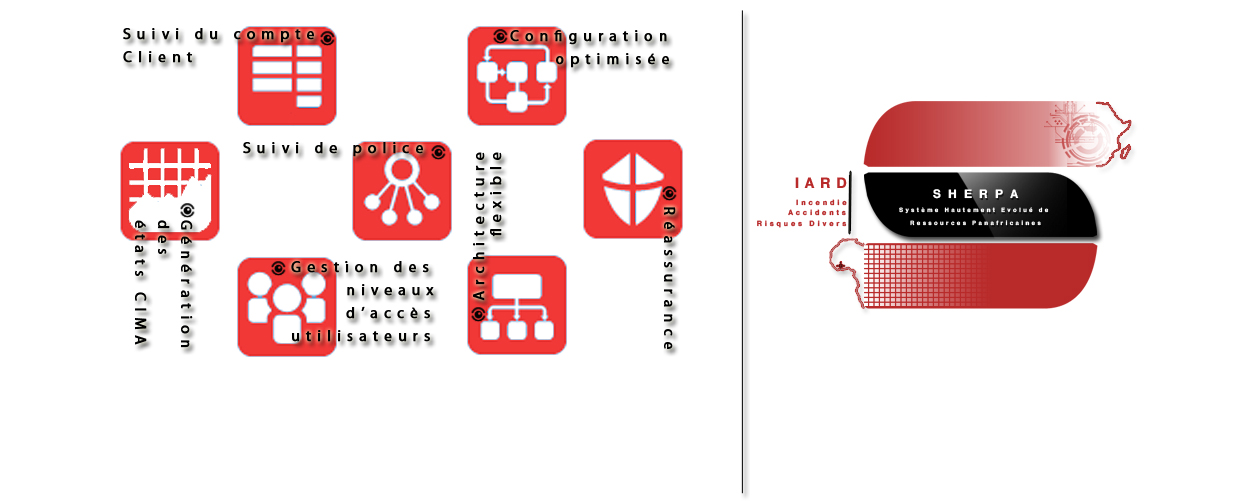 Suivi du compte
Client
Configuration
optimisée
Suivi de police
Génération
des
états CIMA
Gestion des
niveaux
d'accès
utilisateurs
Architecture
flexible
Réassurance
IARD
Incendie
Accidents
Risques Divers
SHERPA
Système Hautement Evolué de
Ressources Panafricaines